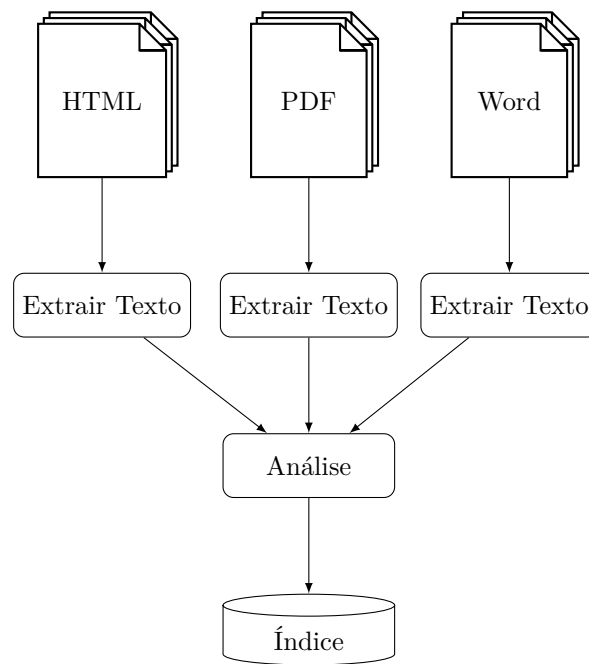 HTML
PDF
Word
Extrair Texto
Extrair Texto
Extrair Texto
Análise
Índice